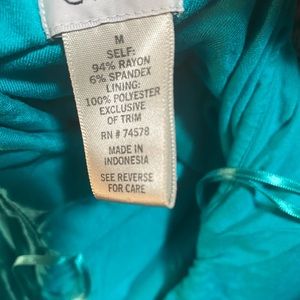 M
SELF:
94% RAYON
6% SPANDEX
LINING:
100% POLYESTER
EXCLUSIVE
OF TRIM
RN # 74578
MADE IN
INDONESIA
SEE REVERSE
FOR CARE